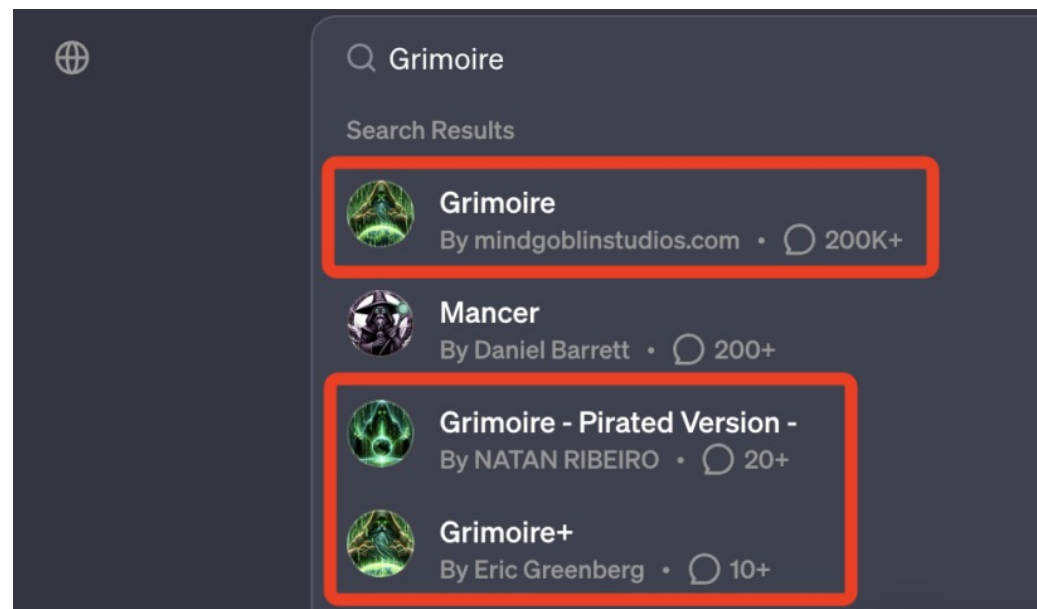 Grimoire
Search Results
Grimoire
By mindgoblinstudios.com • 200K+
Mancer
By Daniel Barrett • 200+
Grimoire - Pirated Version -
By NATAN RIBEIRO • 20+
Grimoire+
By Eric Greenberg • 10+